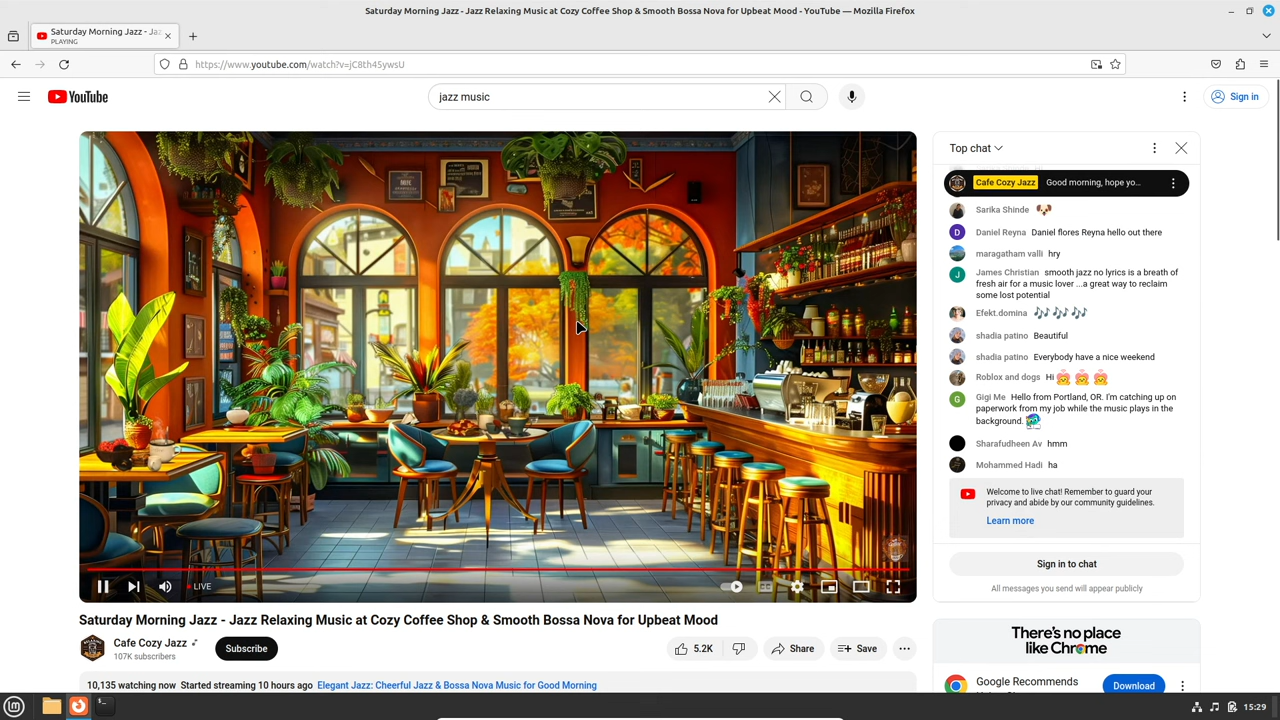 Saturday Morning Jazz - Jazz Relaxing Music at Cozy Coffee Shop & Smooth Bossa Nova for Upbeat Mood - YouTube — Mozilla Firefox
Saturday Morning Jazz - Jaz
PLAYING
https://www.youtube.com/watch?v=jC8th45ywsU
YouTube
jazz music
Sign in
Top chat
Cafe Cozy Jazz Good morning, hope yo...
Sarika Shinde
D Daniel Reyna Daniel flores Reyna hello out there
maragatham valli hry
J James Christian smooth jazz no lyrics is a breath of
fresh air for a music lover ...a great way to reclaim
some lost potential
Efekt.domina
shadia patino Beautiful
shadia patino Everybody have a nice weekend
Roblox and dogs Hi
G Gigi Me Hello from Portland, OR. I'm catching up on
paperwork from my job while the music plays in the
background.
Sharafudheen Av hmm
Mohammed Hadi ha
Welcome to live chat! Remember to guard your
privacy and abide by our community guidelines.
Learn more
Sign in to chat
All messages you send will appear publicly
LIVE
Saturday Morning Jazz - Jazz Relaxing Music at Cozy Coffee Shop & Smooth Bossa Nova for Upbeat Mood
Cafe Cozy Jazz
107K subscribers
Subscribe
5.2K
Share
Save
10,135 watching now Started streaming 10 hours ago Elegant Jazz: Cheerful Jazz & Bossa Nova Music for Good Morning
There's no place
like Chrome
Google Recommends
Download
15:29